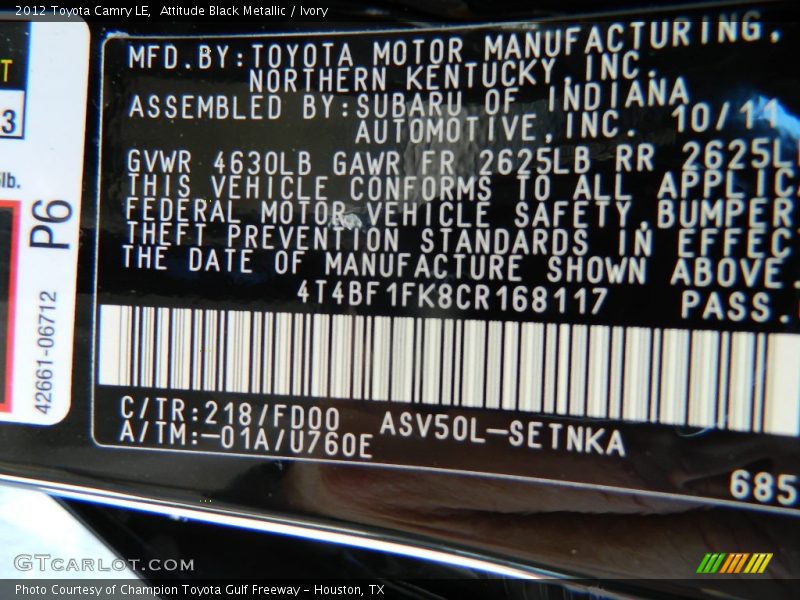 2012 Toyota Camry LE, Attitude Black Metallic / Ivory
T
3
lb.
P6
42661-06712
MFD.BY:TOYOTA MOTOR MANUFACTURING,
NORTHERN KENTUCKY,INC.
ASSEMBLED BY:SUBARU OF INDIANA
AUTOMOTIVE,INC. 10/11
GVWR 4630LB GAWR FR 2625LB RR 2625L
THIS VEHICLE CONFORMS TO ALL APPLIC
FEDERAL MOTOR VEHICLE SAFETY,BUMPER
THEFT PREVENTION STANDARDS IN EFFEC
THE DATE OF MANUFACTURE SHOWN ABOVE.
4T4BF1FK8CR168117 PASS.
C/TR:218/FD00 ASV50L-SETNKA
A/TM:-01A/U760E
685
GTCARLOT.COM
Photo Courtesy of Champion Toyota Gulf Freeway - Houston, TX